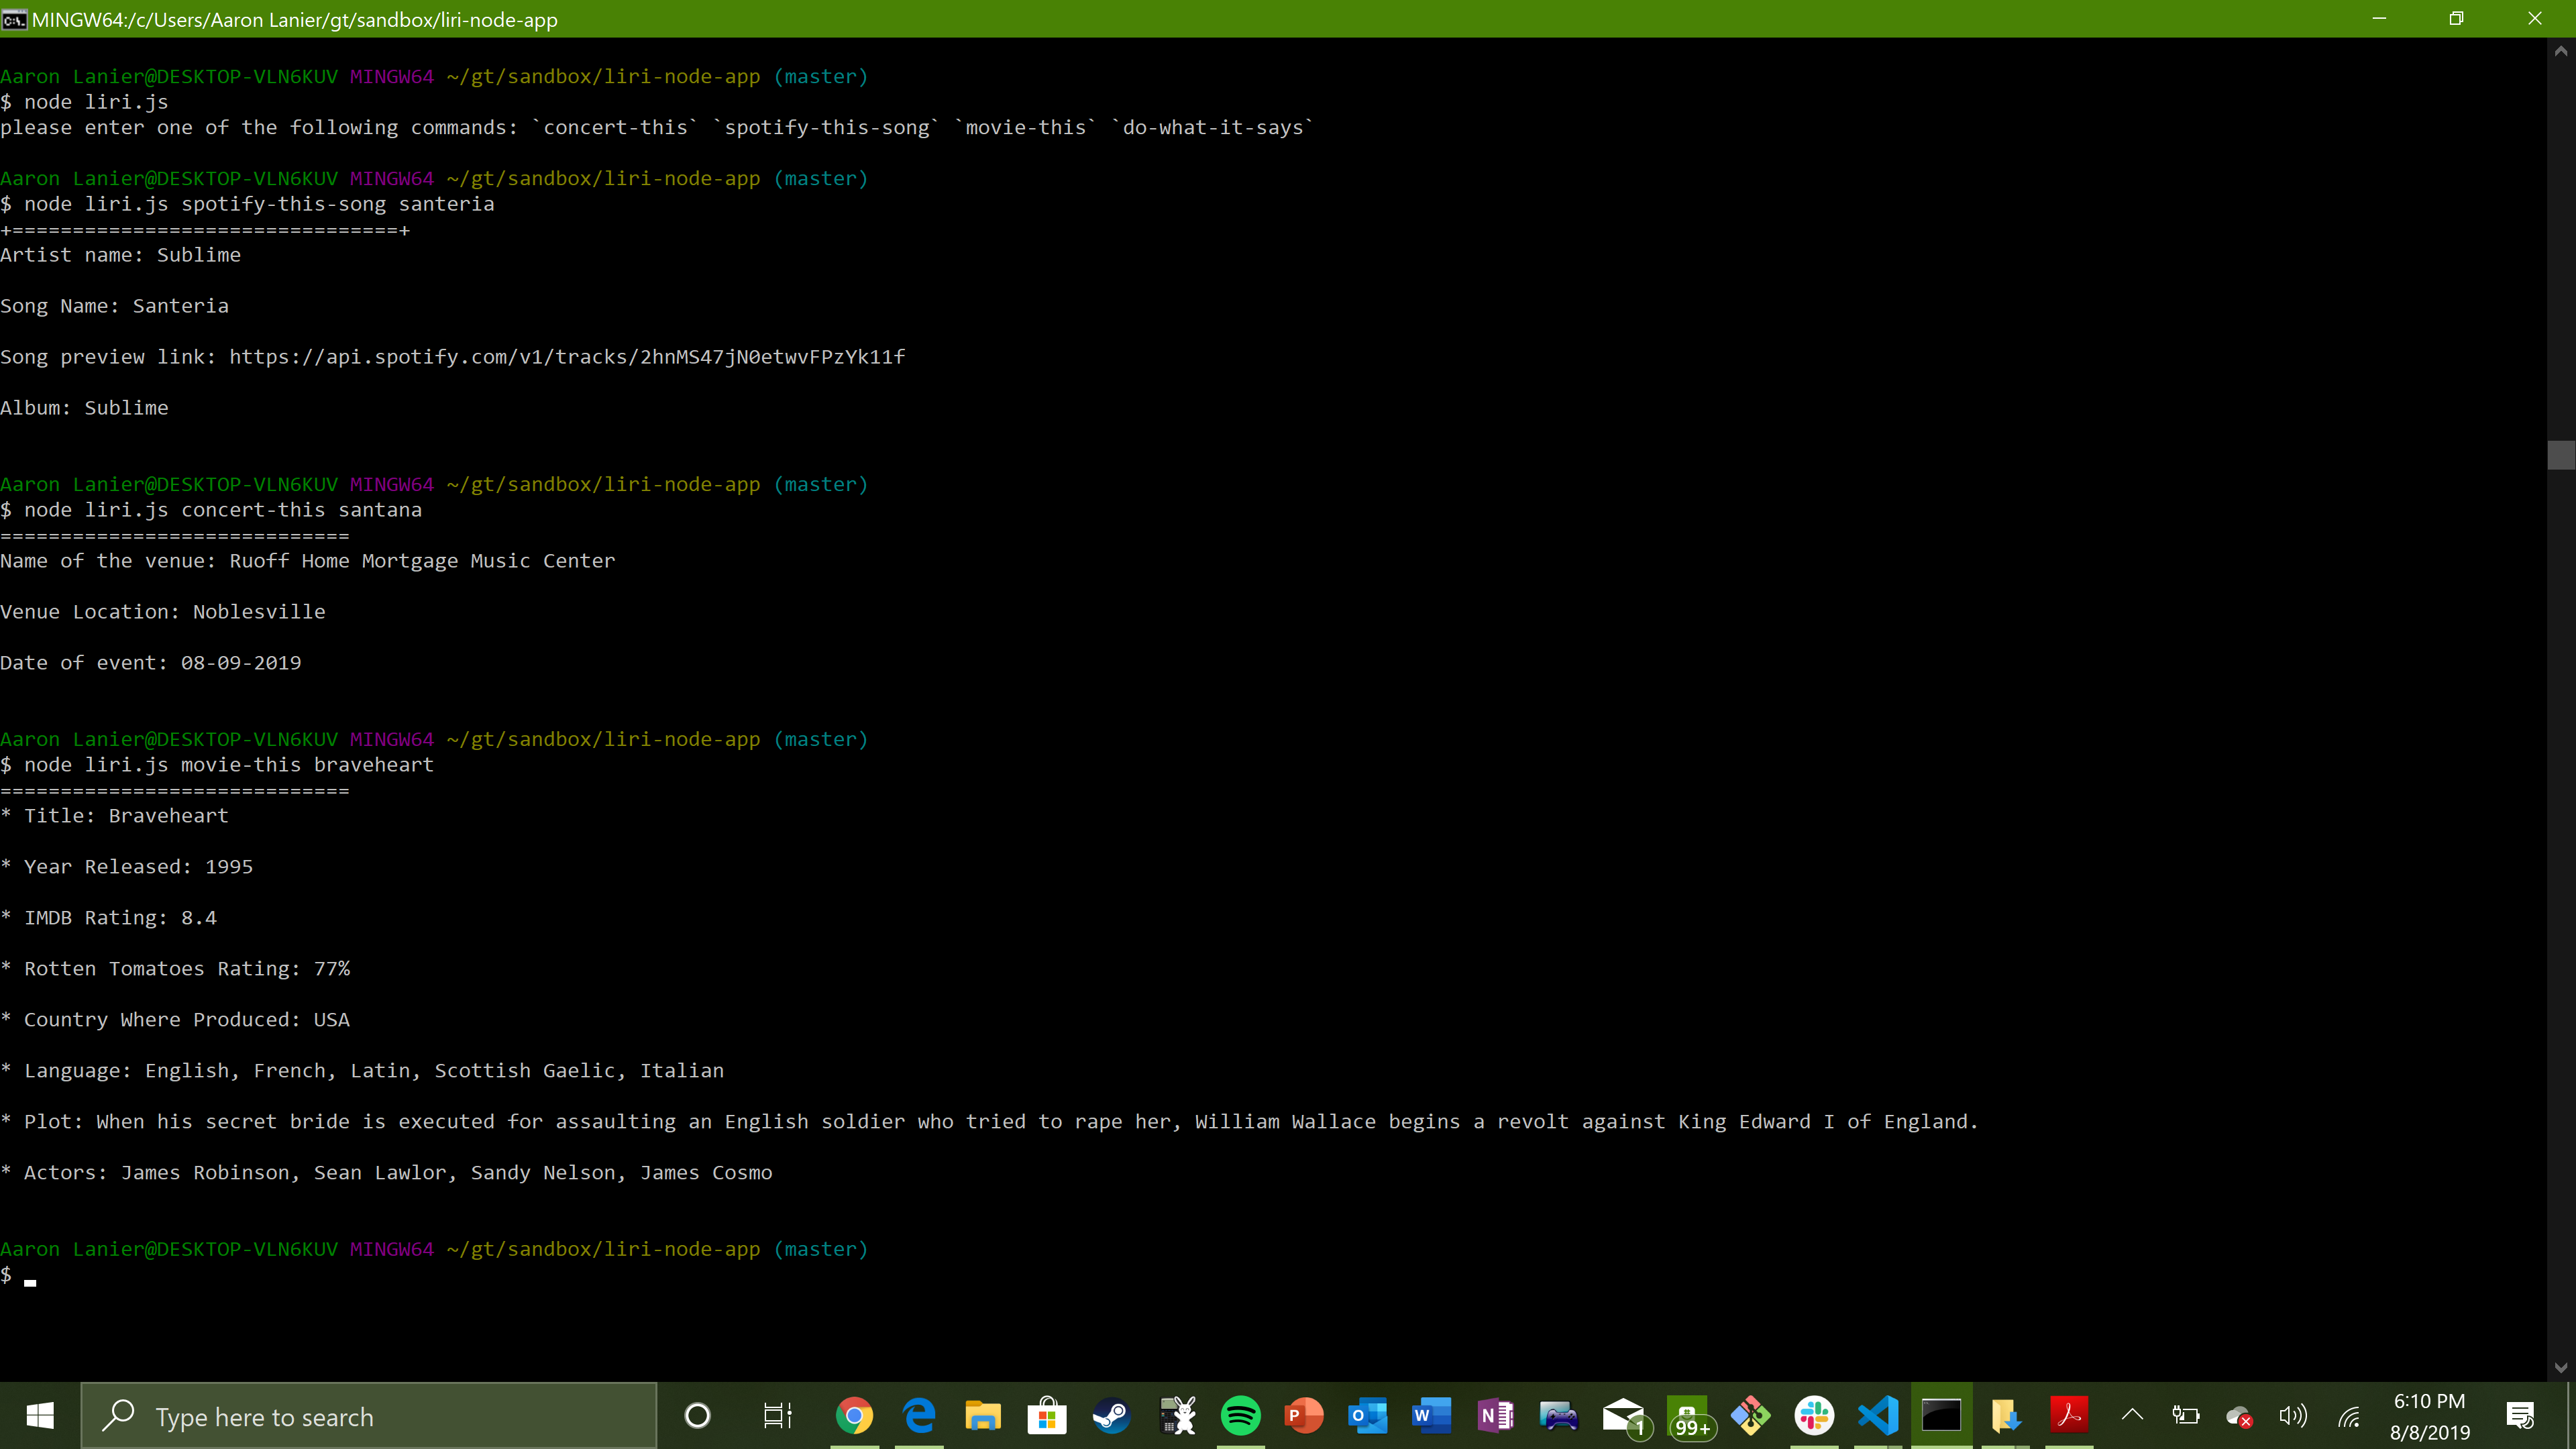 MINGW64:/c/Users/Aaron Lanier/gt/sandbox/liri-node-app
Aaron Lanier@DESKTOP-VLN6KUV MINGW64 ~/gt/sandbox/liri-node-app (master)
$ node liri.js
please enter one of the following commands: `concert-this` `spotify-this-song` `movie-this` `do-what-it-says`
Aaron Lanier@DESKTOP-VLN6KUV MINGW64 ~/gt/sandbox/liri-node-app (master)
$ node liri.js spotify-this-song santeria
+================================+
Artist name: Sublime
Song Name: Santeria
Song preview link: https://api.spotify.com/v1/tracks/2hnMS47jN0etwvFPzYk11f
Album: Sublime
Aaron Lanier@DESKTOP-VLN6KUV MINGW64 ~/gt/sandbox/liri-node-app (master)
$ node liri.js concert-this santana
=============================
Name of the venue: Ruoff Home Mortgage Music Center
Venue Location: Noblesville
Date of event: 08-09-2019
Aaron Lanier@DESKTOP-VLN6KUV MINGW64 ~/gt/sandbox/liri-node-app (master)
$ node liri.js movie-this braveheart
=============================
* Title: Braveheart
* Year Released: 1995
* IMDB Rating: 8.4
* Rotten Tomatoes Rating: 77%
* Country Where Produced: USA
* Language: English, French, Latin, Scottish Gaelic, Italian
* Plot: When his secret bride is executed for assaulting an English soldier who tried to rape her, William Wallace begins a revolt against King Edward I of England.
* Actors: James Robinson, Sean Lawlor, Sandy Nelson, James Cosmo
Aaron Lanier@DESKTOP-VLN6KUV MINGW64 ~/gt/sandbox/liri-node-app (master)
$
Type here to search
1
99+
6:10 PM
8/8/2019